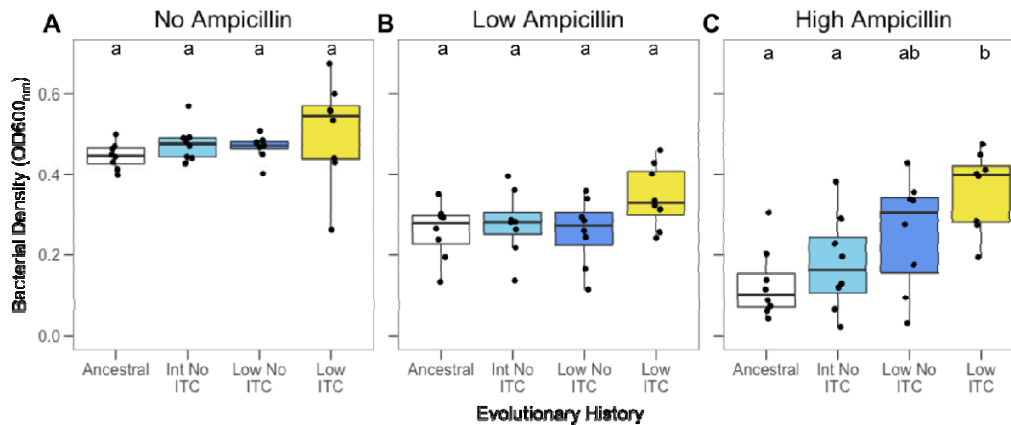 A No Ampicillin
B Low Ampicillin
C High Ampicillin
a a a a
a a a a
a a ab b
Bacterial Density (OD600nm)
0.6
0.4
0.2
0.0
Ancestral Int No ITC Low No ITC Low ITC
Ancestral Int No ITC Low No ITC Low ITC
Ancestral Int No ITC Low No ITC Low ITC
Evolutionary History